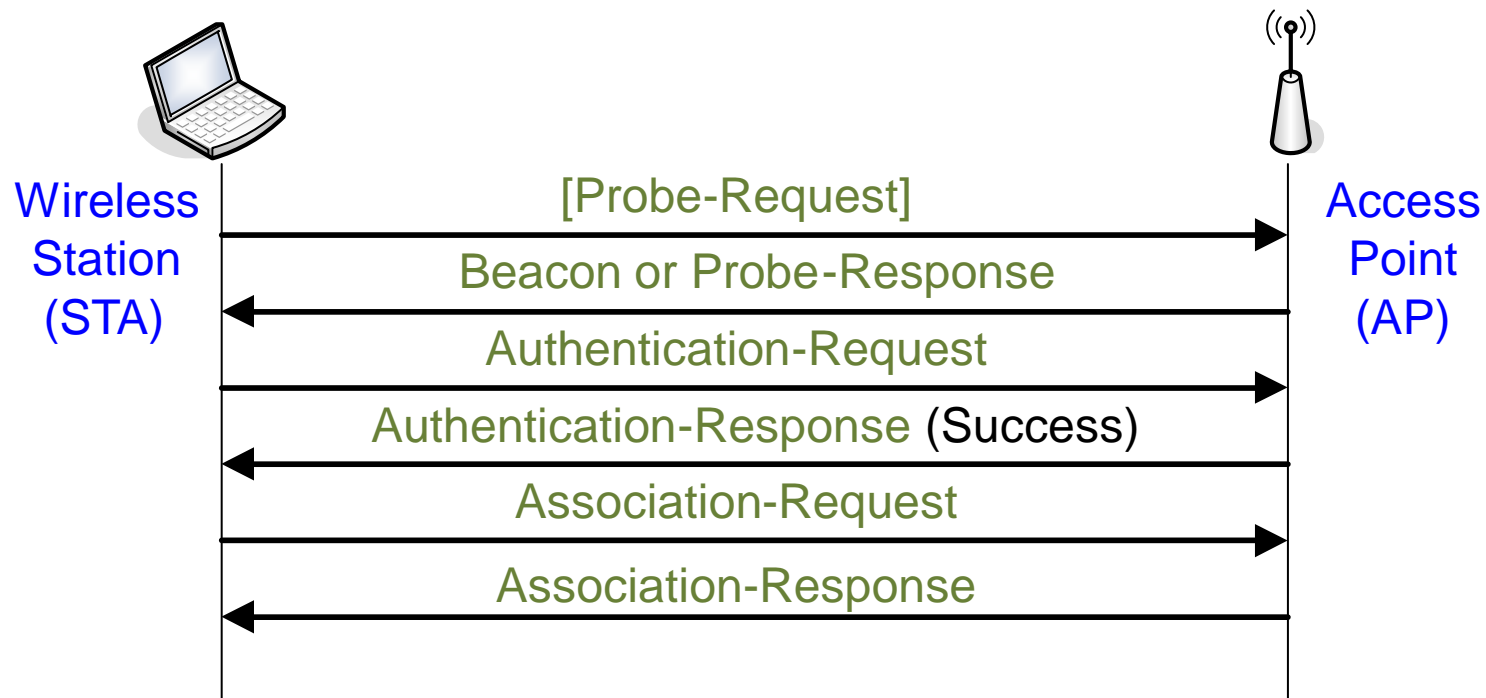 Wireless
Station
(STA)
Access
Point
(AP)
[Probe-Request]
Beacon or Probe-Response
Authentication-Request
Authentication-Response (Success)
Association-Request
Association-Response